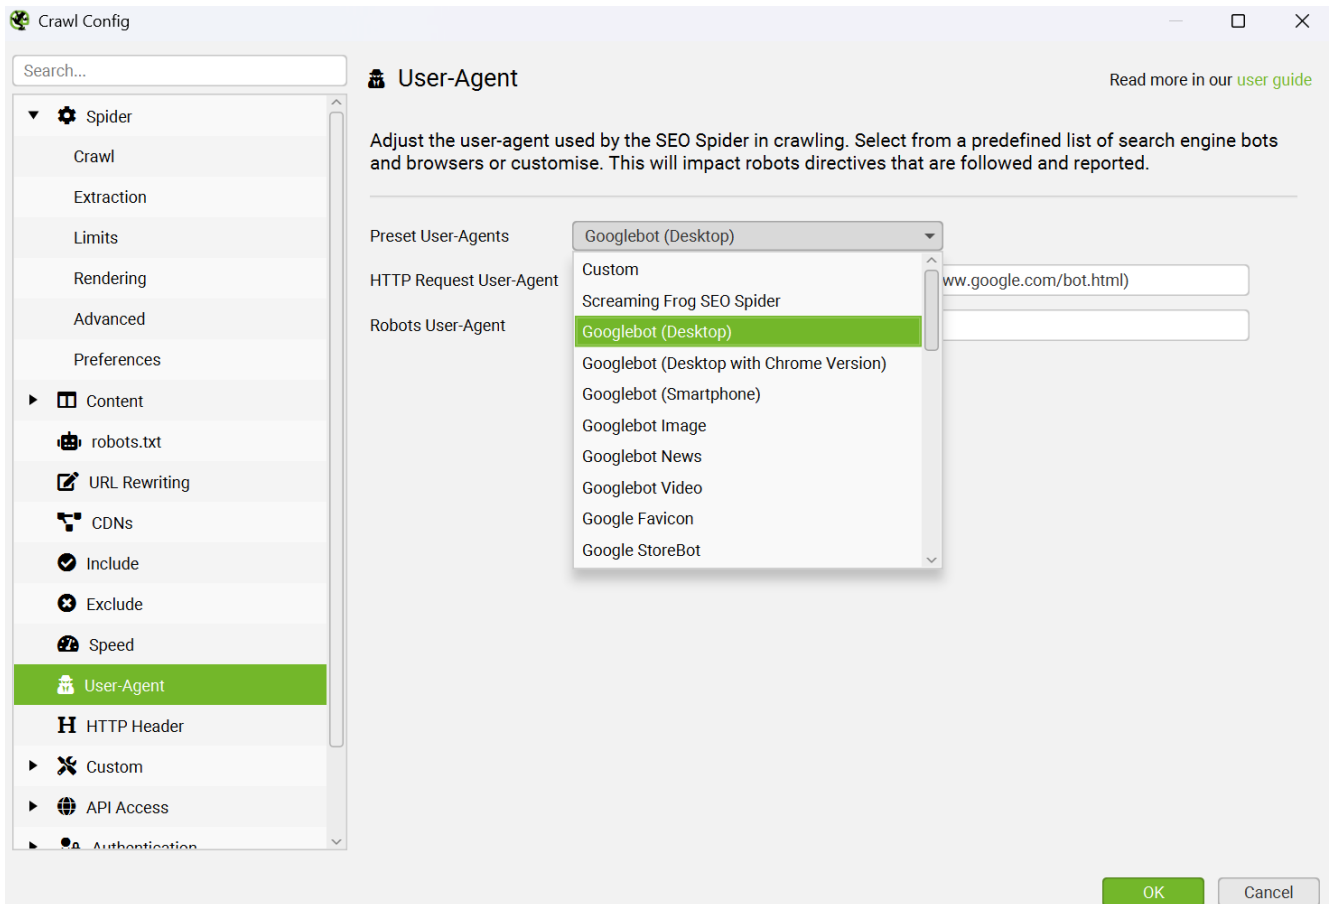 Crawl Config
Search...
Spider
Crawl
Extraction
Limits
Rendering
Advanced
Preferences
Content
robots.txt
URL Rewriting
CDNs
Include
Exclude
Speed
User-Agent
H HTTP Header
Custom
API Access
Authentication
User-Agent
Read more in our user guide
Adjust the user-agent used by the SEO Spider in crawling. Select from a predefined list of search engine bots
and browsers or customise. This will impact robots directives that are followed and reported.
Preset User-Agents
Googlebot (Desktop)
HTTP Request User-Agent
ww.google.com/bot.html)
Robots User-Agent
Custom
Screaming Frog SEO Spider
Googlebot (Desktop)
Googlebot (Desktop with Chrome Version)
Googlebot (Smartphone)
Googlebot Image
Googlebot News
Googlebot Video
Google Favicon
Google StoreBot
OK
Cancel